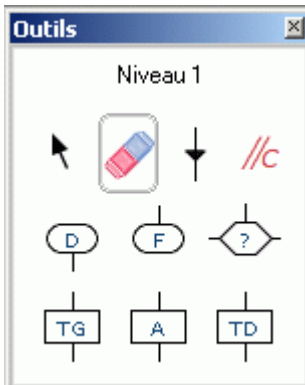 Outils
Niveau 1
//C
D F ?
TG A TD